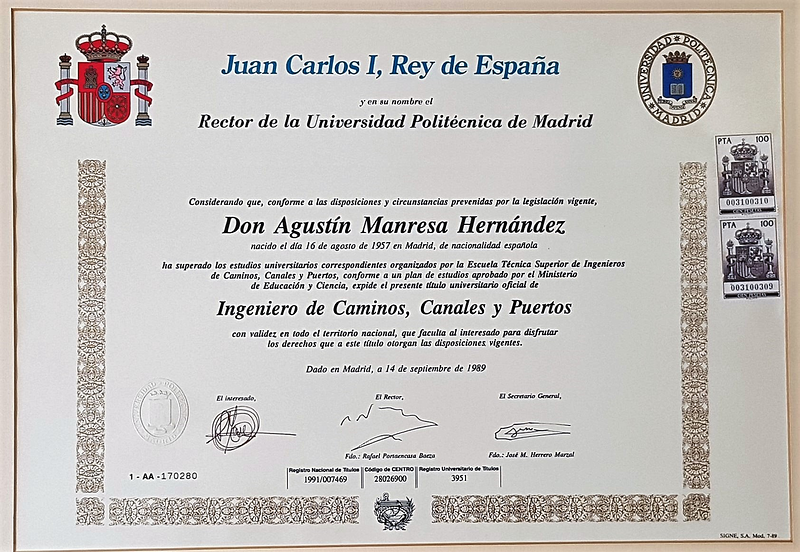 Juan Carlos I, Rey de España
y en su nombre el
Rector de la Universidad Politécnica de Madrid
UNIVERSIDAD POLITECNICA
MADRID
PTA 100
003100310
CIEN PESETAS
PTA 100
003100309
CIEN PESETAS
Considerando que, conforme a las disposiciones y circunstancias prevenidas por la legislación vigente,
Don Agustín Manresa Hernández
nacido el día 16 de agosto de 1957 en Madrid, de nacionalidad española
ha superado los estudios universitarios correspondientes organizados por la Escuela Técnica Superior de Ingenieros
de Caminos, Canales y Puertos, conforme a un plan de estudios aprobado por el Ministerio
de Educación y Ciencia, expide el presente título universitario oficial de
Ingeniero de Caminos, Canales y Puertos
con validez en todo el territorio nacional, que faculta al interesado para disfrutar
los derechos que a este título otorgan las disposiciones vigentes.
Dado en Madrid, a 14 de septiembre de 1989
El interesado,
El Rector,
El Secretario General,
Fdo.: Rafael Portaencasa Baeza
Fdo.: José M. Herrero Marzal
1 - AA -170280
Registro Nacional de Títulos
Código de CENTRO
Registro Universitario de Títulos
1991/007469
28026900
3951
SIGNE, S.A. Mod. 7-89